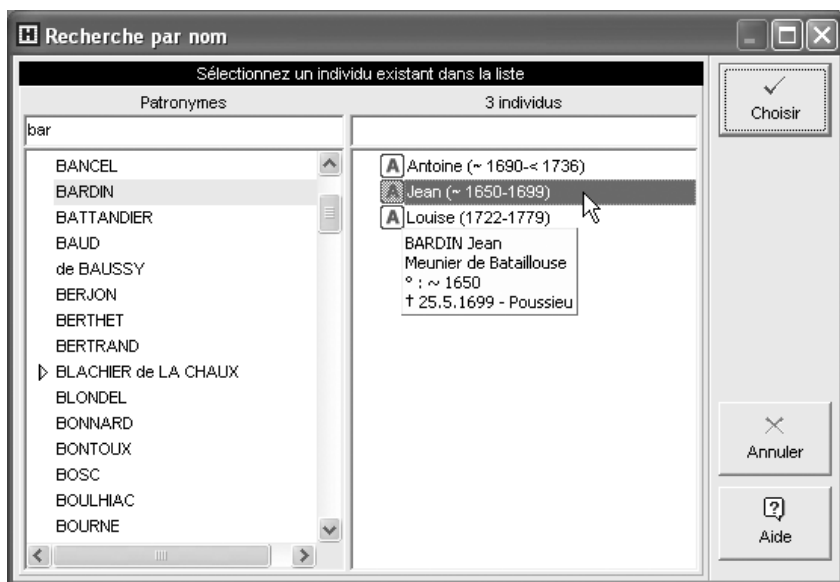 Recherche par nom
Sélectionnez un individu existant dans la liste
Patronymes
3 individus
bar
BANCEL
BARDIN
BATTANDIER
BAUD
de BAUSSY
BERJON
BERTHET
BERTRAND
BLACHIER de LA CHAUX
BLONDEL
BONNARD
BONTOUX
BOSC
BOULHIAC
BOURNE
A Antoine (~ 1690-< 1736)
A Jean (~ 1650-1699)
A Louise (1722-1779)
BARDIN Jean
Meunier de Bataillouse
° : ~ 1650
† 25.5.1699 - Poussieu
Choisir
Annuler
Aide